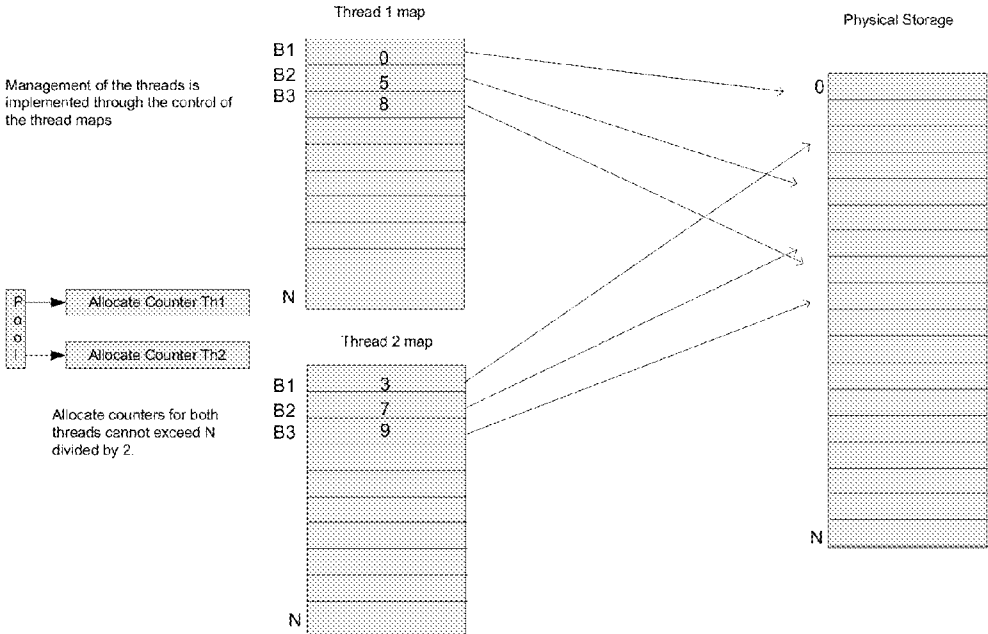 Thread 1 map
Physical Storage
Management of the threads is
implemented through the control of
the thread maps
B1
0
B2
5
B3
8
N
0
N
Pool
Allocate Counter Th1
Allocate Counter Th2
Allocate counters for both
threads cannot exceed N
divided by 2.
Thread 2 map
B1
3
B2
7
B3
9
N